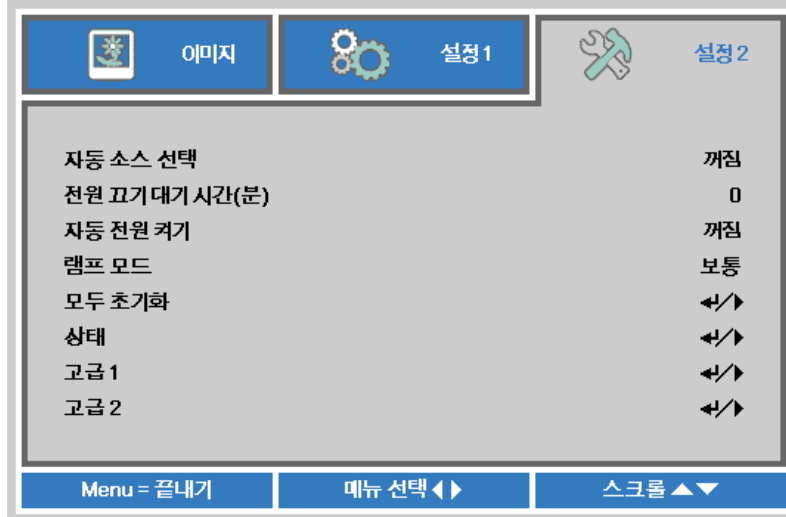 이미지 설정 1 설정 2
자동 소스 선택 꺼짐
전원 끄기 대기 시간(분) 0
자동 전원 켜기 꺼짐
램프 모드 보통
모두 초기화 ↵/▶
상태 ↵/▶
고급 1 ↵/▶
고급 2 ↵/▶
Menu = 끝내기 메뉴 선택 ◀▶ 스크롤 ▲▼